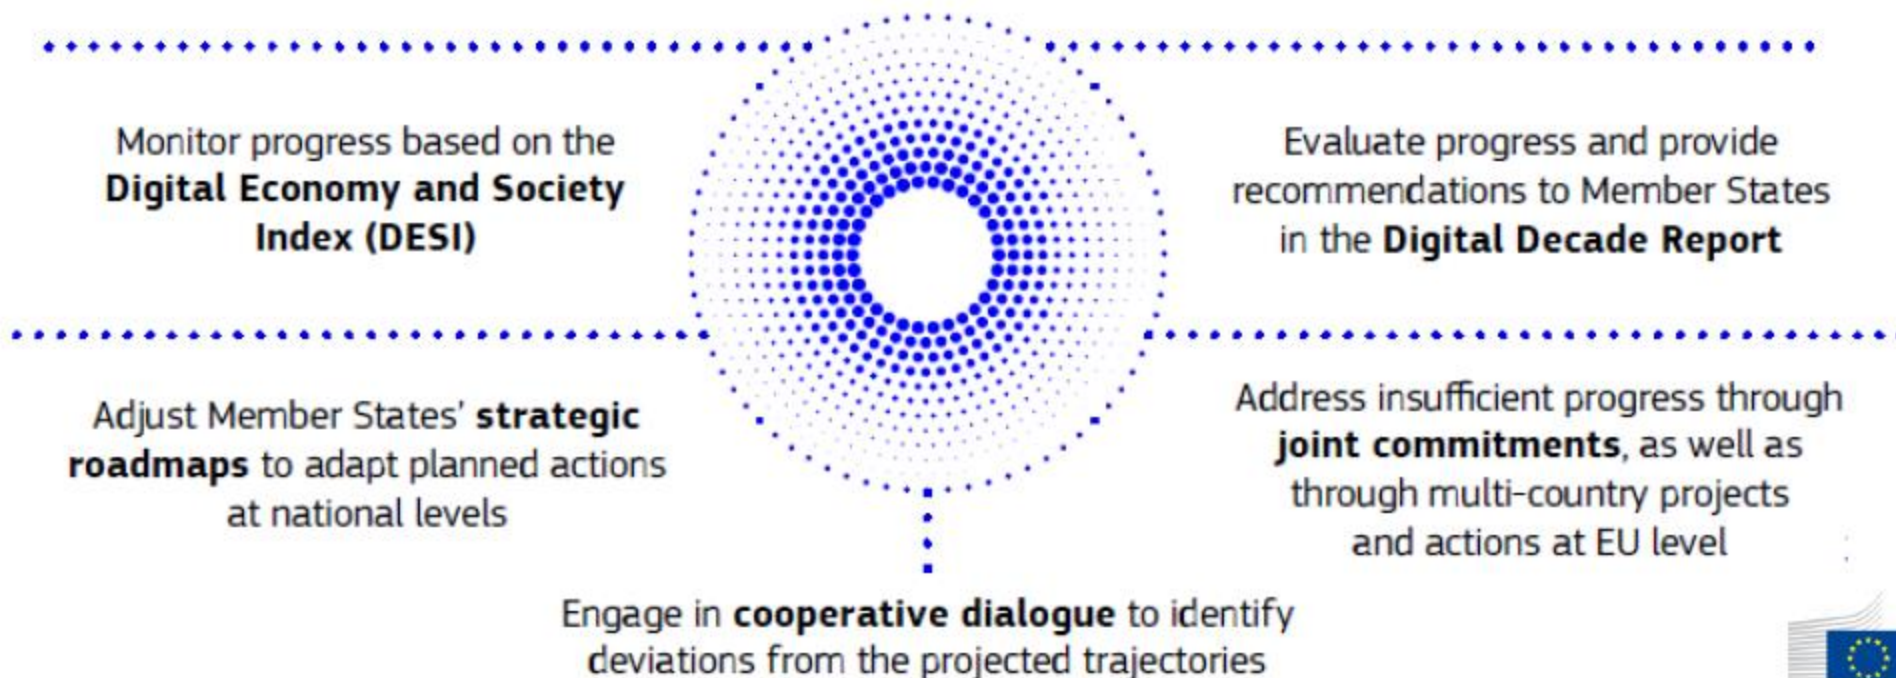 Monitor progress based on the
Digital Economy and Society
Index (DESI)
Evaluate progress and provide
recommendations to Member States
in the Digital Decade Report
Adjust Member States’ strategic
roadmaps to adapt planned actions
at national levels
Address insufficient progress through
joint commitments, as well as
through multi-country projects
and actions at EU level
Engage in cooperative dialogue to identify
deviations from the projected trajectories